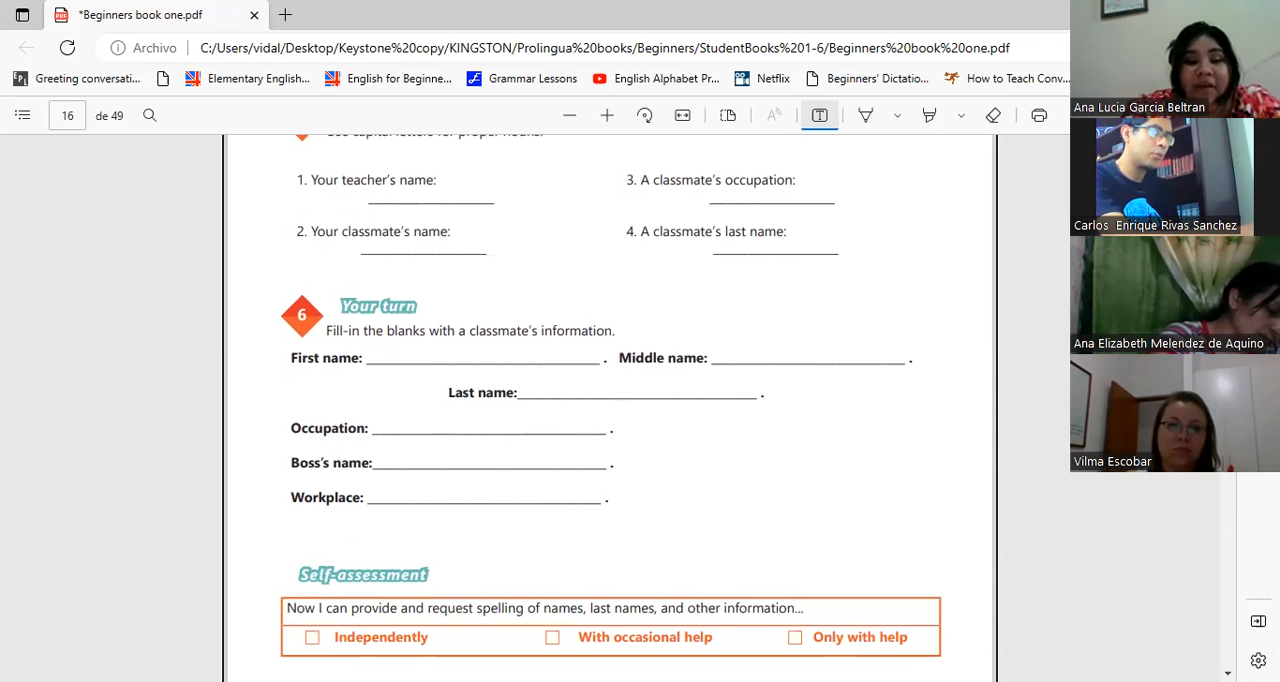 *Beginners book one.pdf
Archivo
C:/Users/vidal/Desktop/Keystone%20copy/KINGSTON/Prolingua%20books/Beginners/StudentBooks%201-6/Beginners%20book%20one.pdf
Greeting conversati...
Elementary English...
English for Beginne...
Grammar Lessons
English Alphabet Pr...
Netflix
Beginners' Dictatio...
How to Teach Conv...
16 de 49
1. Your teacher's name:
3. A classmate's occupation:
2. Your classmate's name:
4. A classmate's last name:
6 Your turn
Fill-in the blanks with a classmate's information.
First name: ____________________ . Middle name: ____________________ .
Last name:____________________ .
Occupation: ____________________ .
Boss's name:____________________ .
Workplace: ____________________ .
Self-assessment
Now I can provide and request spelling of names, last names, and other information...
Independently
With occasional help
Only with help
Ana Lucia Garcia Beltran
Carlos Enrique Rivas Sanchez
Ana Elizabeth Melendez de Aquino
Vilma Escobar